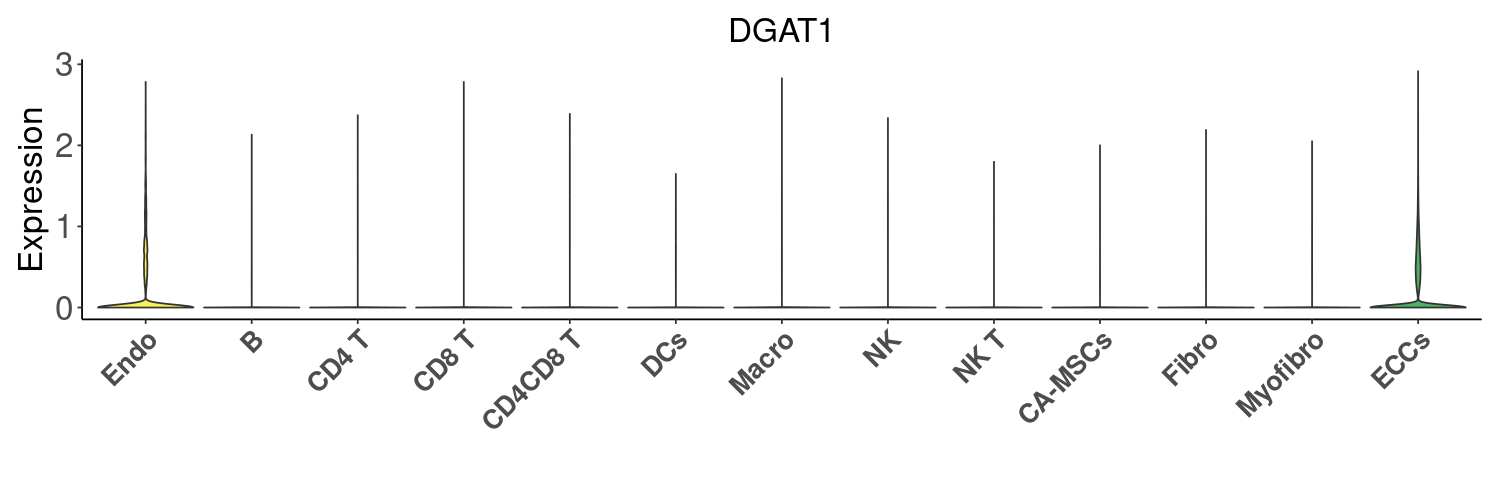 DGAT1
Expression
3
2
1
0
Endo
B
CD4 T
CD8 T
CD4CD8 T
DCs
Macro
NK
NK T
CA-MSCs
Fibro
Myofibro
ECCs